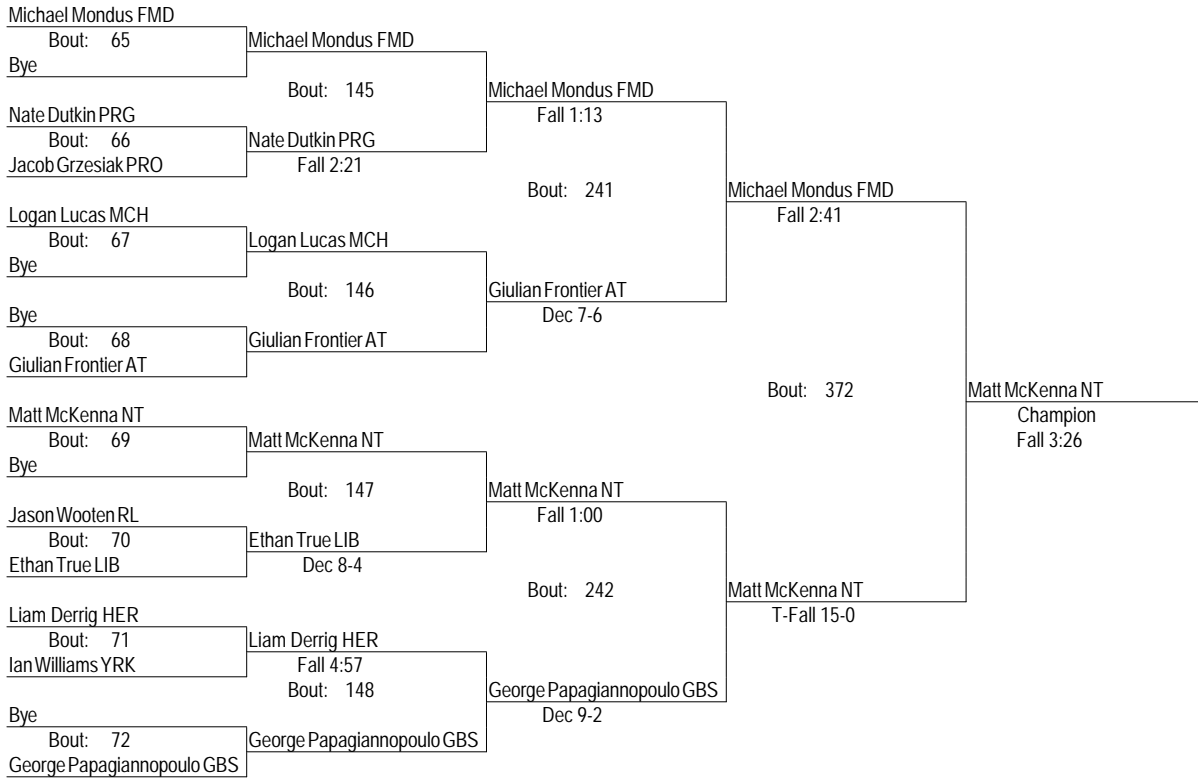 Michael Mondus FMD
Bout: 65
Michael Mondus FMD
Bye
Bout: 145
Michael Mondus FMD
Nate Dutkin PRG
Fall 1:13
Bout: 66
Nate Dutkin PRG
Jacob Grzesiak PRO
Fall 2:21
Bout: 241
Michael Mondus FMD
Logan Lucas MCH
Fall 2:41
Bout: 67
Logan Lucas MCH
Bye
Bout: 146
Giulian Frontier AT
Bye
Dec 7-6
Bout: 68
Giulian Frontier AT
Giulian Frontier AT
Bout: 372
Matt McKenna NT
Matt McKenna NT
Champion
Bout: 69
Matt McKenna NT
Fall 3:26
Bye
Bout: 147
Matt McKenna NT
Jason Wooten RL
Fall 1:00
Bout: 70
Ethan True LIB
Ethan True LIB
Dec 8-4
Bout: 242
Matt McKenna NT
Liam Derrig HER
T-Fall 15-0
Bout: 71
Liam Derrig HER
Ian Williams YRK
Fall 4:57
Bout: 148
George Papagiannopoulo GBS
Bye
Dec 9-2
Bout: 72
George Papagiannopoulo GBS
George Papagiannopoulo GBS